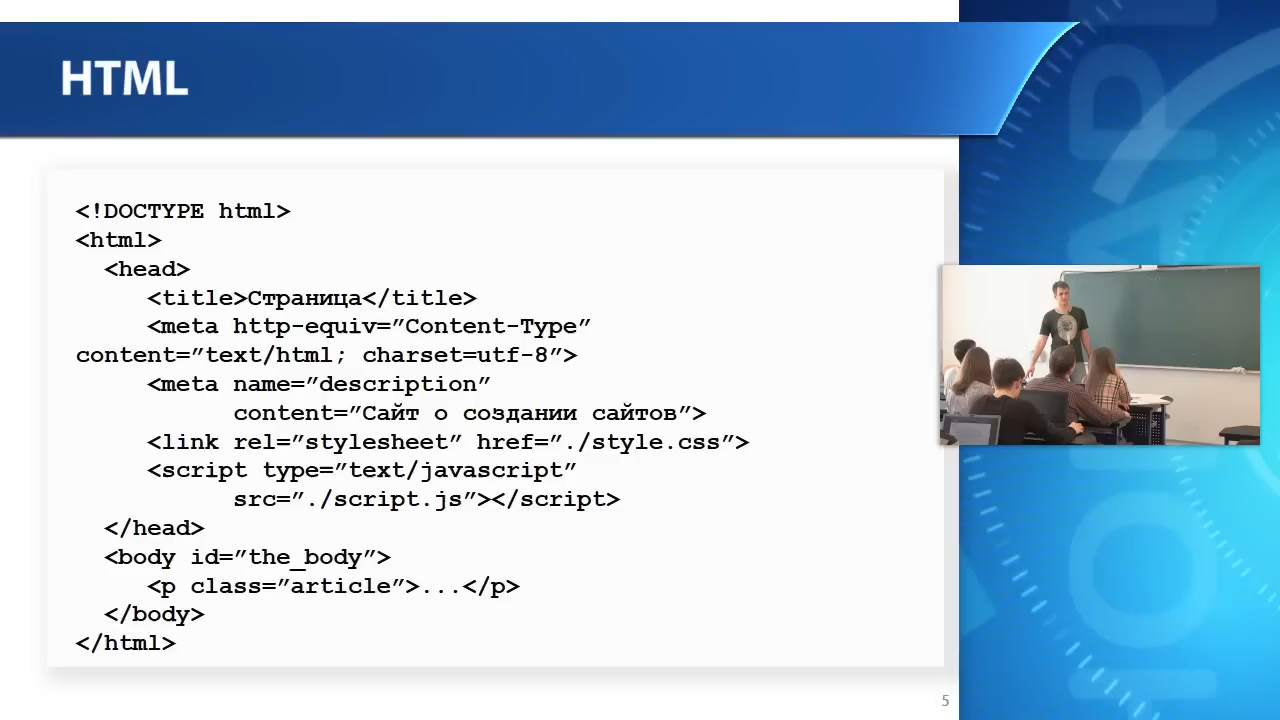 HTML
<!DOCTYPE html>
<html>
<head>
<title>Страница</title>
<meta http-equiv=”Content-Type”
content=”text/html; charset=utf-8”>
<meta name=”description”
content=”Сайт о создании сайтов”>
<link rel=”stylesheet” href=”./style.css”>
<script type=”text/javascript”
src=”./script.js”></script>
</head>
<body id=”the_body”>
<p class=”article”>...</p>
</body>
</html>
5